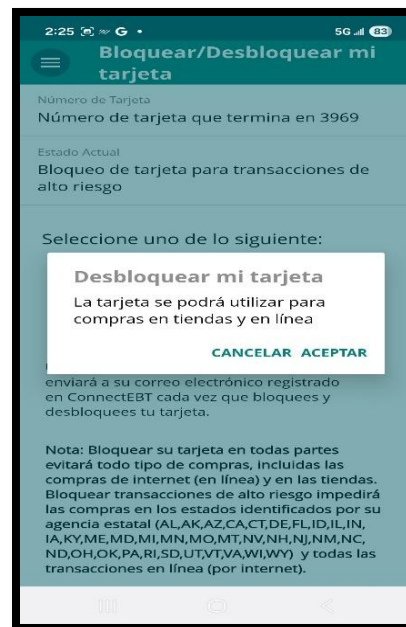 2:25 G •
5G 83
Bloquear/Desbloquear mi
tarjeta
Número de Tarjeta
Número de tarjeta que termina en 3969
Estado Actual
Bloqueo de tarjeta para transacciones de
alto riesgo
Seleccione uno de lo siguiente:
Desbloquear mi tarjeta
La tarjeta se podrá utilizar para
compras en tiendas y en línea
CANCELAR ACEPTAR
enviará a su correo electrónico registrado
en ConnectEBT cada vez que bloquees y
desbloquees tu tarjeta.
Nota: Bloquear su tarjeta en todas partes
evitará todo tipo de compras, incluidas las
compras de internet (en línea) y en las tiendas.
Bloquear transacciones de alto riesgo impedirá
las compras en los estados identificados por su
agencia estatal (AL,AK,AZ,CA,CT,DE,FL,ID,IL,IN,
IA,KY,ME,MD,MI,MN,MO,MT,NV,NH,NJ,NM,NC,
ND,OH,OK,PA,RI,SD,UT,VT,VA,WI,WY) y todas las
transacciones en línea (por internet).